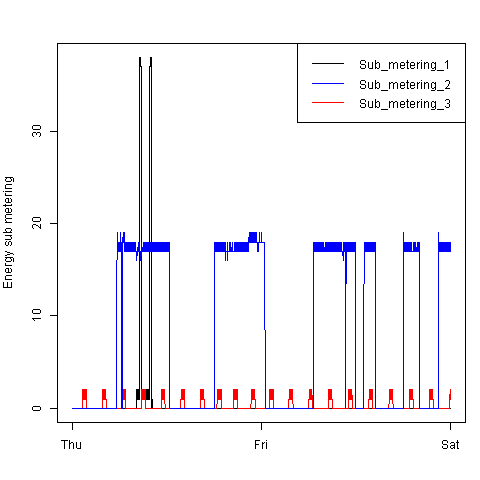 Sub_metering_1
Sub_metering_2
Sub_metering_3
Energy sub metering
30
20
10
0
Thu Fri Sat